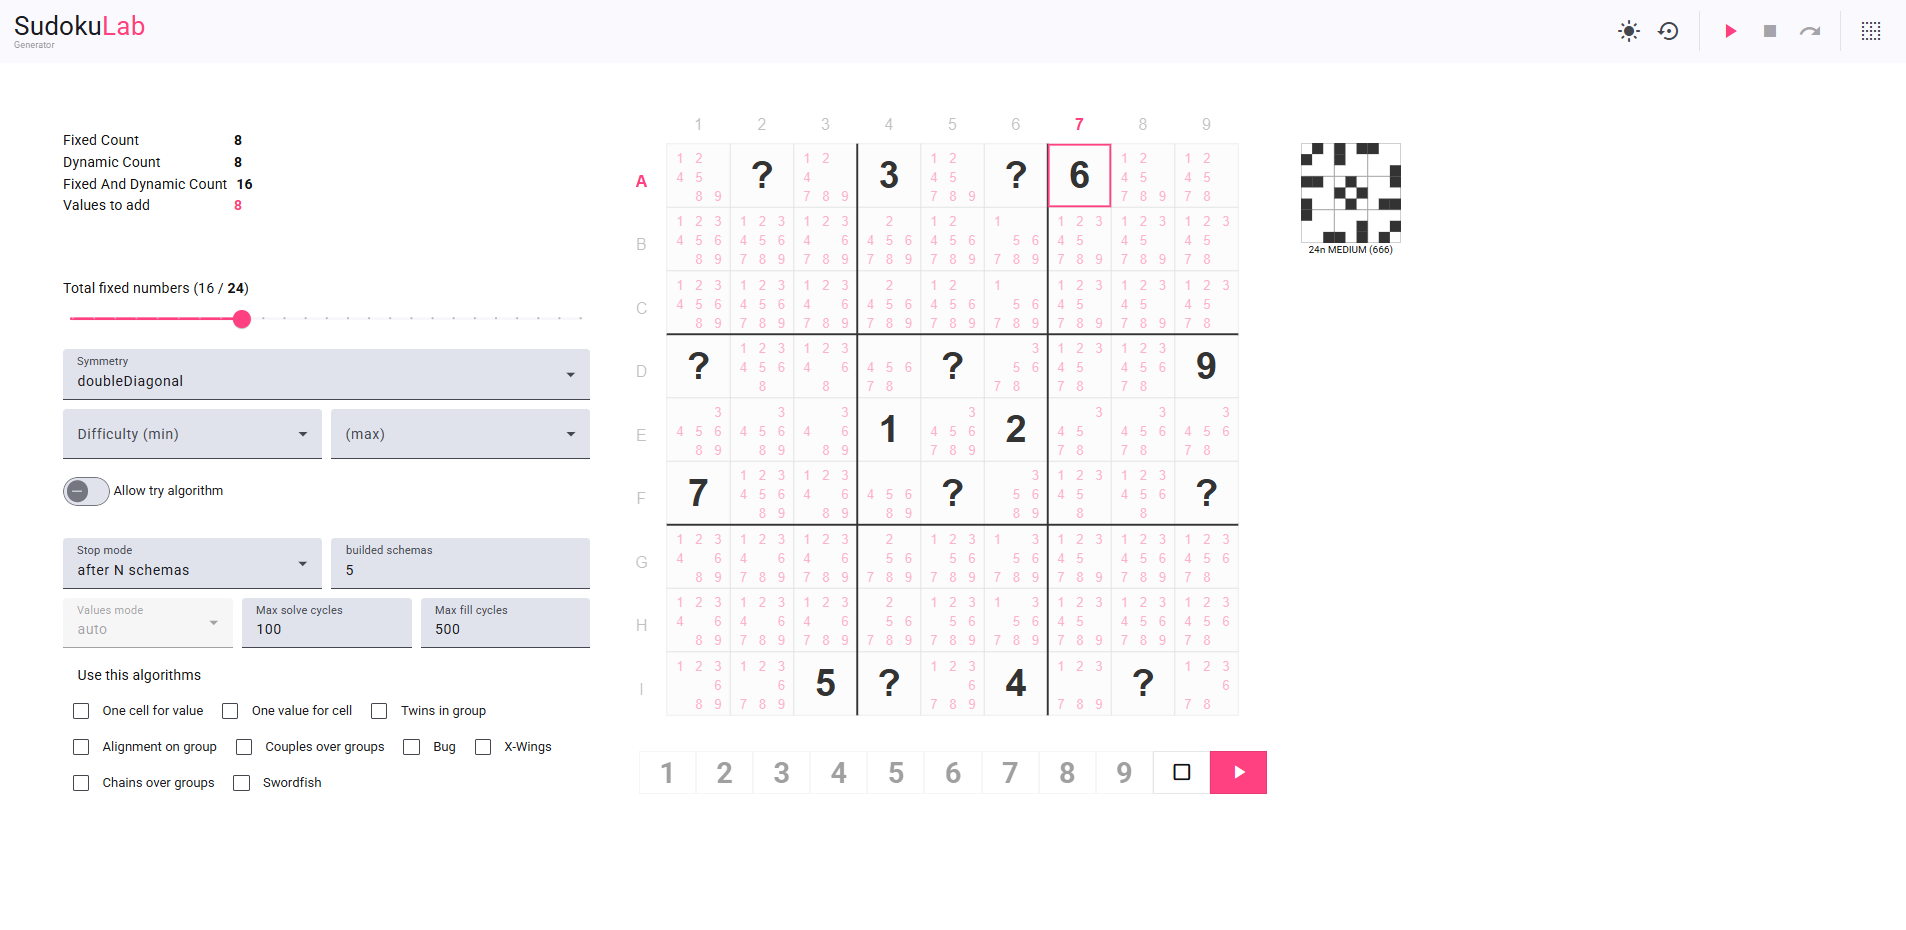 SudokuLab
Generator
Fixed Count 8
Dynamic Count 8
Fixed And Dynamic Count 16
Values to add 8
Total fixed numbers (16 / 24)
Symmetry
doubleDiagonal
Difficulty (min)
(max)
Allow try algorithm
Stop mode
after N schemas
builded schemas
5
Values mode
auto
Max solve cycles
100
Max fill cycles
500
Use this algorithms
One cell for value
One value for cell
Twins in group
Alignment on group
Couples over groups
Bug
X-Wings
Chains over groups
Swordfish
1 2 3 4 5 6 7 8 9
1 2 1 2 1 2 1 2 1 2
A 4 5 ? 4 3 4 5 ? 6 4 5 4 5
8 9 7 8 9 7 8 9 7 8 9 7 8
1 2 3 1 2 3 1 2 3 2 1 2 1 1 2 3 1 2 3 1 2 3
B 4 5 6 4 5 6 4 6 4 5 6 4 5 6 5 6 4 5 4 5 4 5
8 9 7 8 9 7 8 9 7 8 9 7 8 9 7 8 9 7 8 9 7 8 9 7 8
1 2 3 1 2 3 1 2 3 2 1 2 1 1 2 3 1 2 3 1 2 3
C 4 5 6 4 5 6 4 6 4 5 6 4 5 6 5 6 4 5 4 5 4 5
8 9 7 8 9 7 8 9 7 8 9 7 8 9 7 8 9 7 8 9 7 8 9 7 8
1 2 3 1 2 3 3 1 2 3 1 2 3
D ? 4 5 6 4 6 4 5 6 ? 5 6 4 5 4 5 6 9
8 8 7 8 7 8 7 8 7 8
3 3 3 3 3 3 3
E 4 5 6 4 5 6 4 6 1 4 5 6 2 4 5 4 5 6 4 5 6
8 9 8 9 8 9 7 8 9 7 8 7 8 7 8
1 2 3 1 2 3 3 1 2 3 1 2 3
F 7 4 5 6 4 6 4 5 6 ? 5 6 4 5 4 5 6 ?
8 9 8 9 8 9 8 9 8 8
1 2 3 1 2 3 1 2 3 2 1 2 3 1 3 1 2 3 1 2 3 1 2 3
G 4 6 4 6 4 6 5 6 5 6 5 6 4 5 4 5 6 4 5 6
8 9 7 8 9 7 8 9 7 8 9 7 8 9 7 8 9 7 8 9 7 8 9 7 8
1 2 3 1 2 3 1 2 3 2 1 2 3 1 3 1 2 3 1 2 3 1 2 3
H 4 6 4 6 4 6 5 6 5 6 5 6 4 5 4 5 6 4 5 6
8 9 7 8 9 7 8 9 7 8 9 7 8 9 7 8 9 7 8 9 7 8 9 7 8
1 2 3 1 2 3 1 2 3 1 2 3 1 2 3
I 6 6 5 ? 6 4 ? 6
8 9 7 8 9 7 8 9 7 8 9 7 8
1 2 3 4 5 6 7 8 9
24n MEDIUM (666)